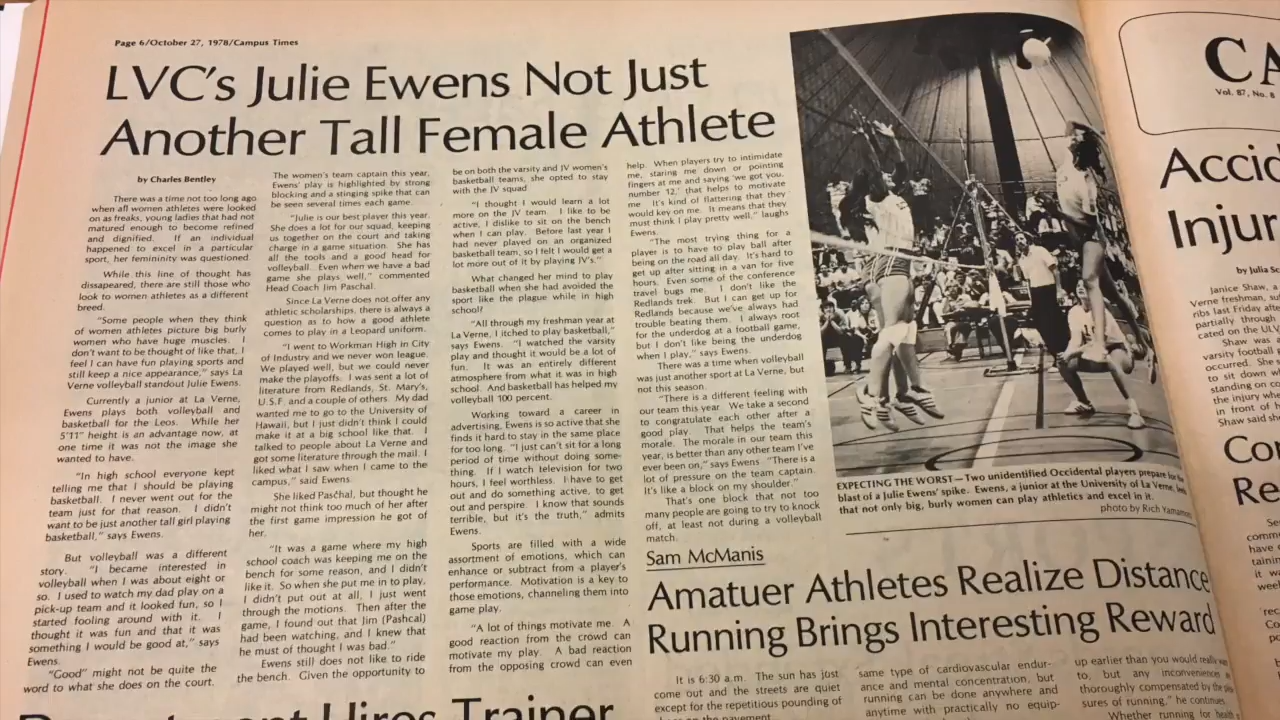 Page 6/October 27, 1978/Campus Times
LVC's Julie Ewens Not Just
Another Tall Female Athlete
by Charles Bentley
There was a time not too long ago
when all women athletes were looked
on as freaks, young ladies that had not
matured enough to become refined
and dignified. If an individual
happened to excel in a particular
sport, her femininity was questioned.
While this line of thought has
dissapeared, there are still those who
look to women athletes as a different
breed.
"Some people when they think
of women athletes picture big burly
women who have huge muscles. I
don't want to be thought of like that, I
feel I can have fun playing sports and
still keep a nice appearance," says La
Verne volleyball standout Julie Ewens.
Currently a junior at La Verne,
Ewens plays both volleyball and
basketball for the Leos. While her
5'11" height is an advantage now, at
one time it was not the image she
wanted to have.
"In high school everyone kept
telling me that I should be playing
basketball. I never went out for the
team just for that reason. I didn't
want to be just another tall girl playing
basketball," says Ewens.
But volleyball was a different
story. "I became interested in
volleyball when I was about eight or
so. I used to watch my dad play on a
pick-up team and it looked fun, so I
started fooling around with it. I
thought it was fun and that it was
something I would be good at," says
Ewens.
"Good" might not be quite the
word to what she does on the court.
The women's team captain this year,
Ewens' play is highlighted by strong
blocking and a stinging spike that can
be seen several times each game.
"Julie is our best player this year.
She does a lot for our squad, keeping
us together on the court and taking
charge in a game situation. She has
all the tools and a good head for
volleyball. Even when we have a bad
game she plays well," commented
Head Coach Jim Paschal.
Since La Verne does not offer any
athletic scholarships, there is always a
question as to how a good athlete
comes to play in a Leopard uniform.
"I went to Workman High in City
of Industry and we never won league.
We played well, but we never could
make the playoffs. I was sent a lot of
literature from Redlands, St. Mary's,
U.S.F. and a couple of others. My dad
wanted me to go to the University of
Hawaii, but I just didn't think I could
make it at a big school like that. I
talked to people about La Verne and
got some literature through the mail. I
liked what I saw when I came to the
campus," said Ewens.
She liked Paschal, but thought he
might not think too much of her after
the first game impression he got of
her.
"It was a game where my high
school coach was keeping me on the
bench for some reason, and I didn't
like it. So when she put me in to play,
I didn't put out at all, I just went
through the motions. Then after the
game, I found out that Jim (Pashcal)
had been watching, and I knew that
he must of thought I was bad."
Ewens still does not like to ride
the bench. Given the opportunity to
be on both the varsity and JV women's
basketball teams, she opted to stay
with the JV squad
"I thought I would learn a lot
more on the JV team. I like to be
active, I dislike to sit on the bench
when I can play. Before last year I
had never played on an organized
basketball team, so I felt I would get a
lot more out of it by playing JV's."
What changed her mind to play
basketball when she had avoided the
sport like the plague while in high
school?
"All through my freshman year at
La Verne, I itched to play basketball,"
says Ewens. "I watched the varsity
play and thought it would be a lot of
fun. It was an entirely different
atmosphere from what it was in high
school. And basketball has helped my
volleyball 100 percent.
Working toward a career in
advertising, Ewens is so active that she
finds it hard to stay in the same place
for too long. "I just can't sit for a long
period of time without doing some-
thing. If I watch television for two
hours, I feel worthless. I have to get
out and do something active, to get
out and perspire. I know that sounds
terrible, but it's the truth," admits
Ewens.
Sports are filled with a wide
assortment of emotions, which can
enhance or subtract from a player's
performance. Motivation is a key to
those emotions, channeling them into
game play.
"A lot of things motivate me. A
good reaction from the crowd can
motivate my play. A bad reaction
from the opposing crowd can even
help. When players try to intimidate
me, staring me down or pointing
fingers at me and saying 'we got you,
number 12,' that helps to motivate
me It's kind of flattering that they
would key on me. It means that they
must think I play pretty well," laughs
Ewens.
"The most trying thing for a
player is to have to play ball after
being on the road all day. It's hard to
get up after sitting in a van for five
hours. Even some of the conference
travel bugs me. I don't like the
Redlands trek. But I can get up for
Redlands because we've always had
trouble beating them. I always root
for the underdog at a football game,
but I don't like being the underdog
when I play," says Ewens.
There was a time when volleyball
was just another sport at La Verne, but
not this season.
"There is a different feeling with
our team this year We take a second
to congratulate each other after a
good play. That helps the team's
morale. The morale in our team this
year, is better than any other team I've
ever been on," says Ewens "There is a
lot of pressure on the team captain.
It's like a block on my shoulder."
That's one block that not too
many people are going to try to knock
off, at least not during a volleyball
match.
EXPECTING THE WORST—Two unidentified Occidental players prepare for the
blast of a Julie Ewens' spike. Ewens, a junior at the University of La Verne,
that not only big, burly women can play athletics and excel in it.
photo by Rich
Sam McManis
Amatuer Athletes Realize Distance
Running Brings Interesting Reward
It is 6:30 a.m. The sun has just
come out and the streets are quiet
except for the repetitious pounding of
same type of cardiovascular endur-
ance and mental concentration, but
running can be done anywhere and
anytime with practically no equip-
up earlier than you would really
to, but any inconveniences
thoroughly compensated by the
sures of running," he continues.
Whether running for health
Hires Trainer
CA
Vol. 87, No. 8
Accid
Injur
by Julia
Janice Shaw, a
Verne freshman, su
ribs last Friday afte
partially through
cated on the ULV
Shaw was a
varsity football
occurred. She
to sit down w
standing on co
the injury whe
in front of h
Shaw said sh
Con
Re